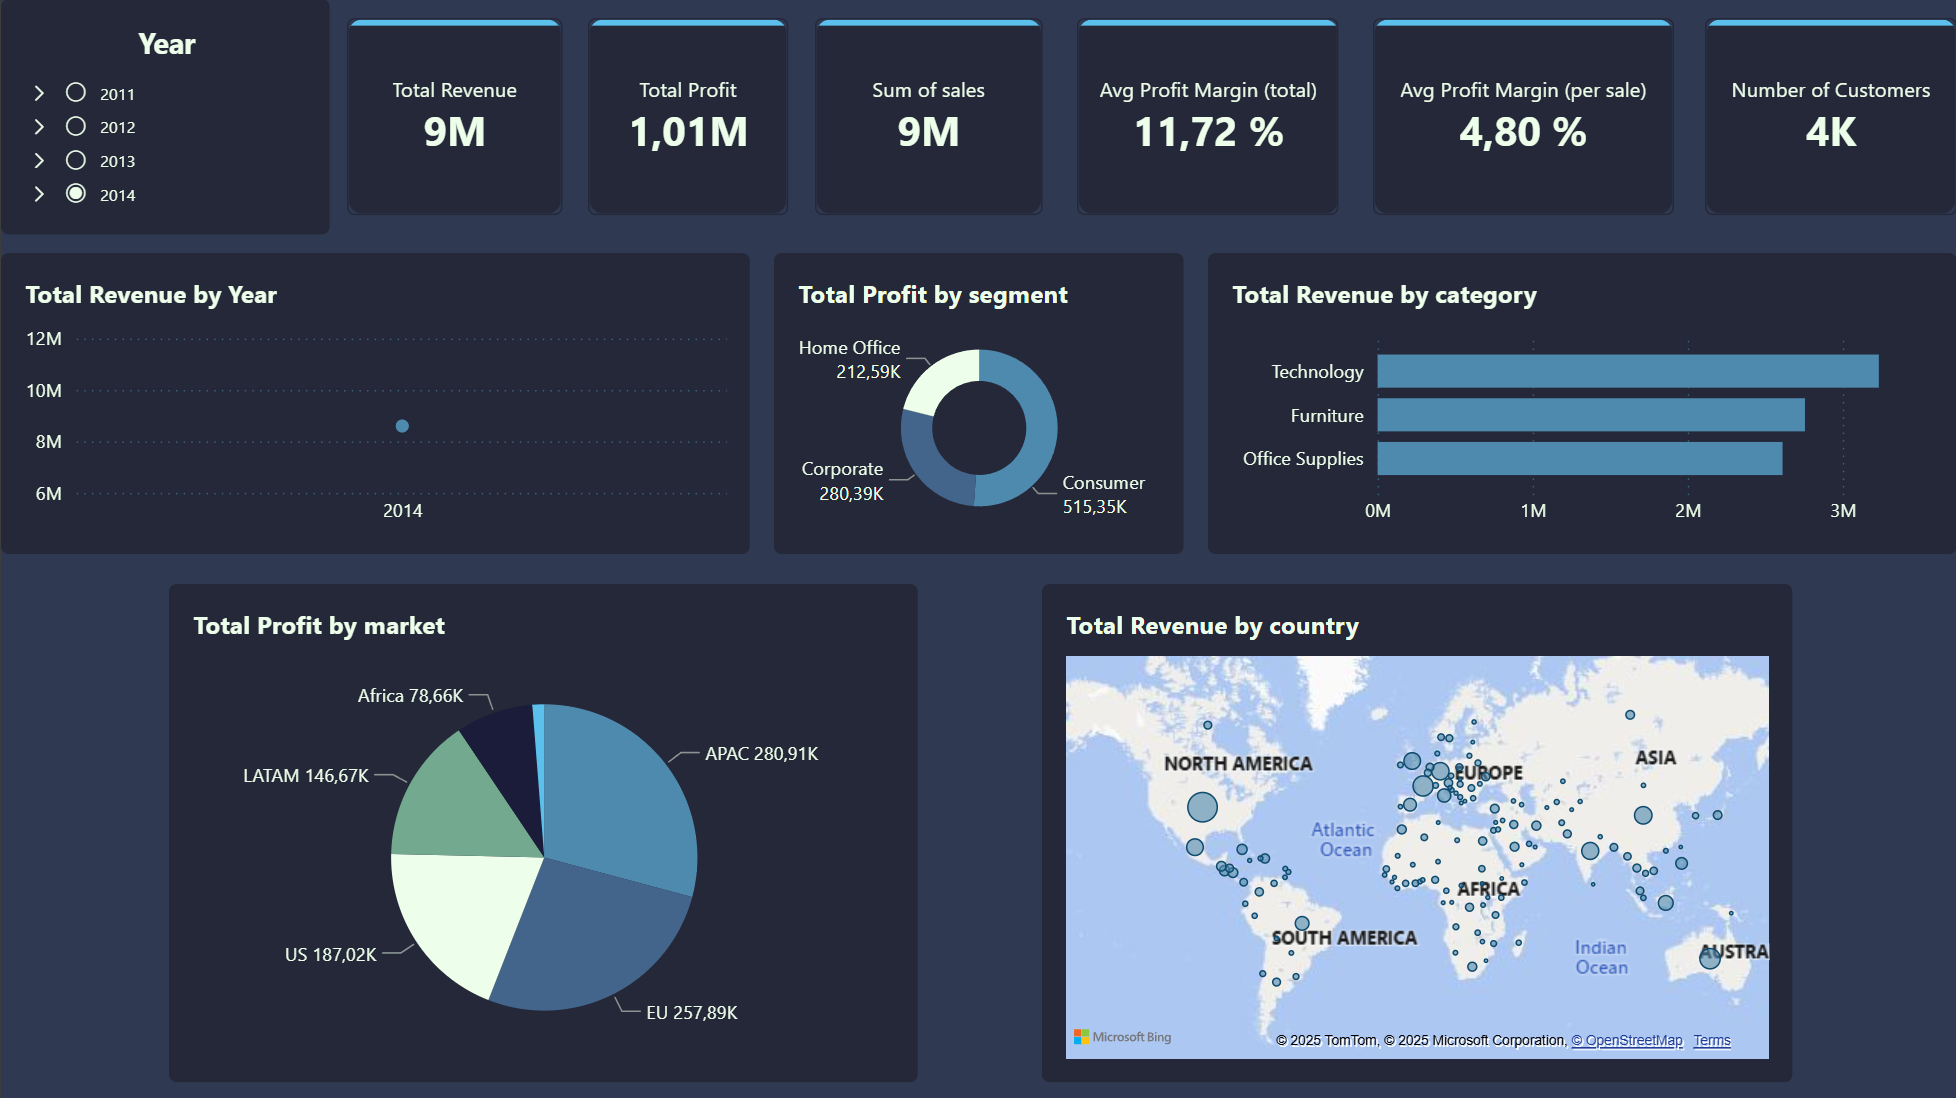 Year
2011
2012
2013
2014
Total Revenue
9M
Total Profit
1,01M
Sum of sales
9M
Avg Profit Margin (total)
11,72 %
Avg Profit Margin (per sale)
4,80 %
Number of Customers
4K
Total Revenue by Year
12M
10M
8M
6M
2014
Total Profit by segment
Home Office
212,59K
Corporate
280,39K
Consumer
515,35K
Total Revenue by category
Technology
Furniture
Office Supplies
0M
1M
2M
3M
Total Profit by market
Africa 78,66K
APAC 280,91K
LATAM 146,67K
US 187,02K
EU 257,89K
Total Revenue by country
NORTH AMERICA
EUROPE
ASIA
Atlantic
Ocean
AFRICA
SOUTH AMERICA
Indian
Ocean
AUSTRA
Microsoft Bing
© 2025 TomTom, © 2025 Microsoft Corporation, © OpenStreetMap Terms